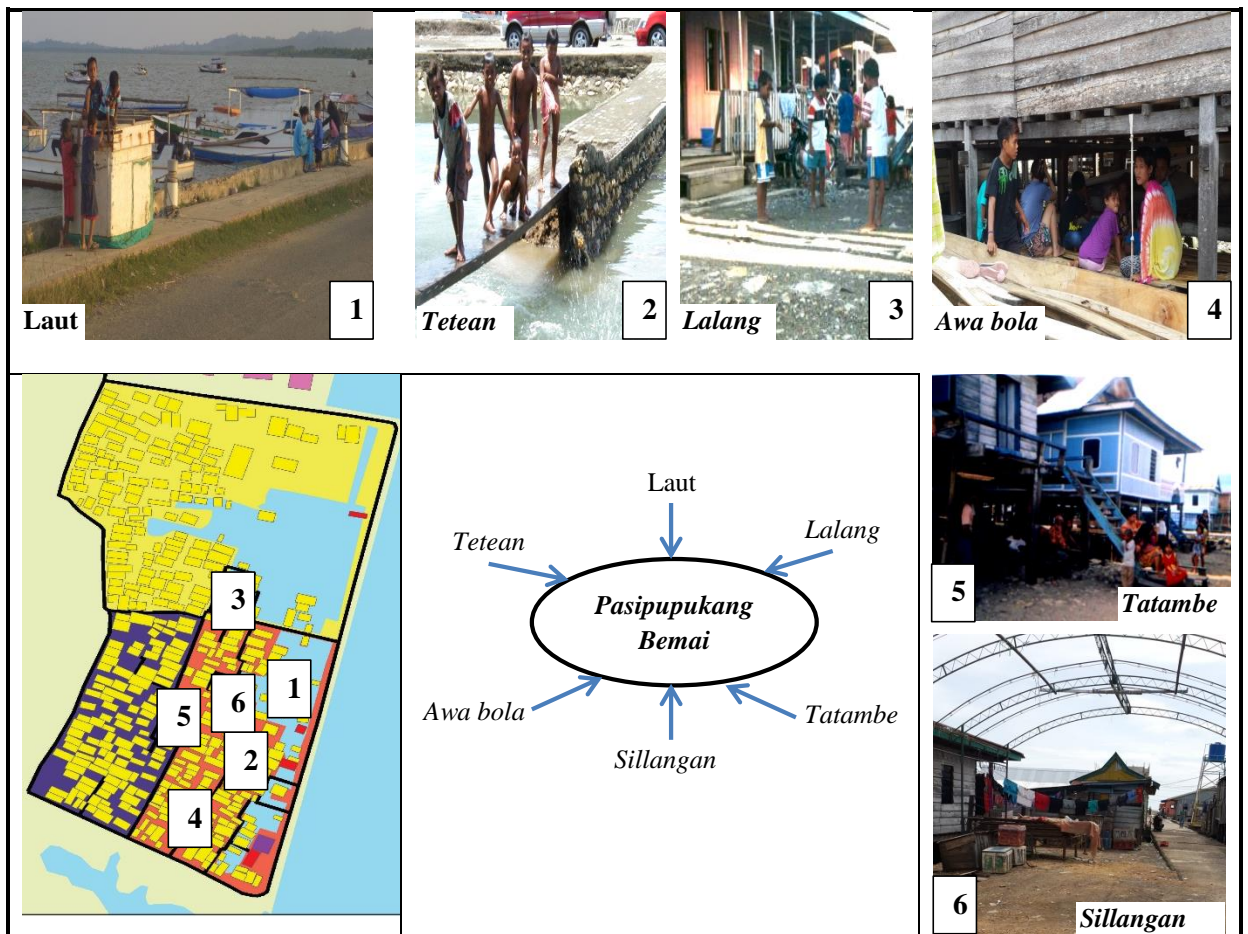 Laut
1
Tetean
2
Lalang
3
Awa bola
4
3
1
6
5
2
4
Laut
Tetean
Lalang
Pasipupukang
Bemai
Awa bola
Tatambe
Sillangan
5
Tatambe
6
Sillangan